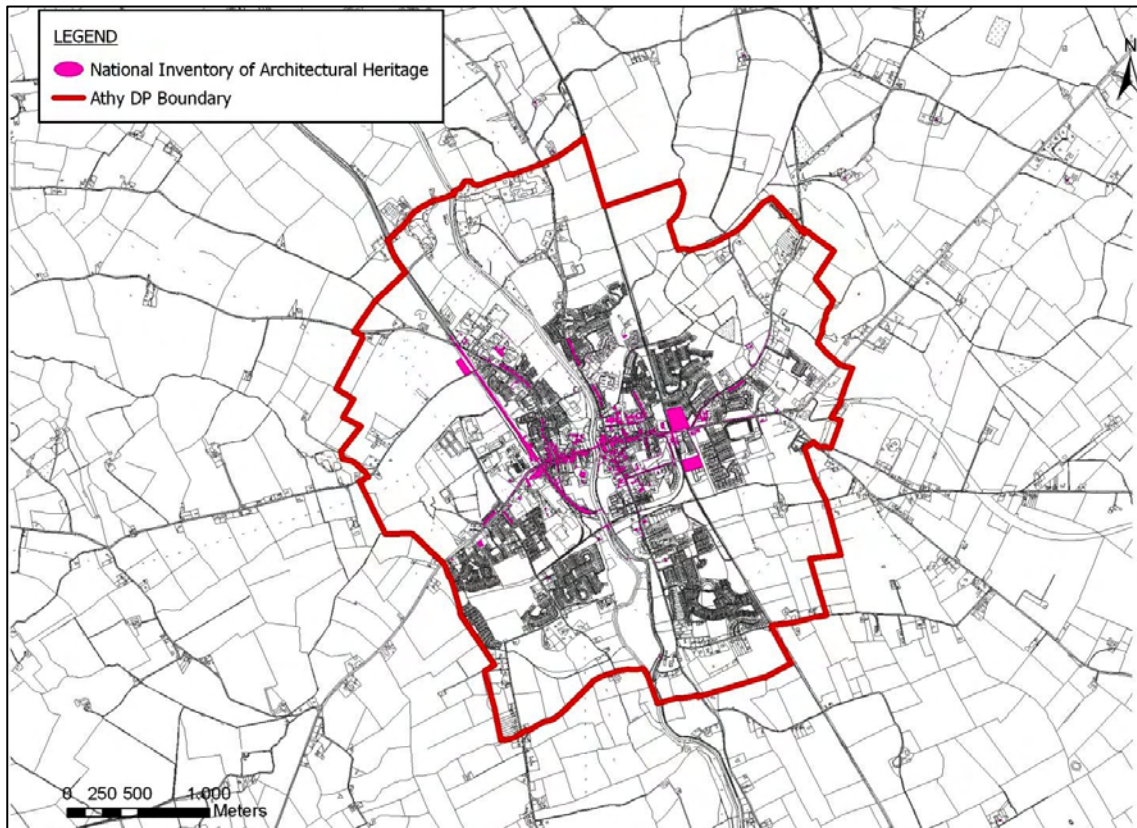 LEGEND
National Inventory of Architectural Heritage
Athy DP Boundary
N
0 250 500 1,000
Meters